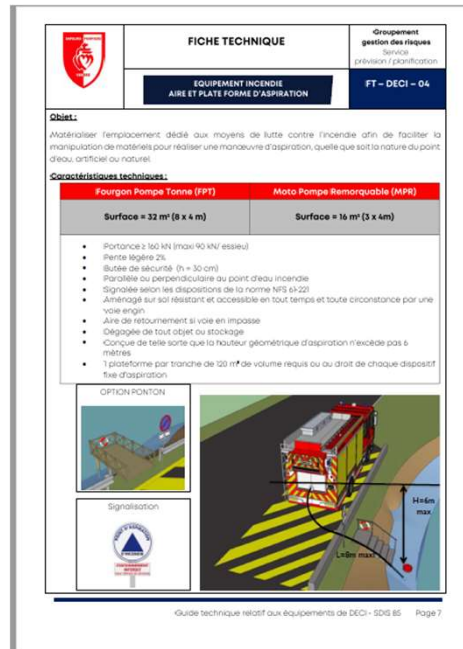 SAPEURS POMPIERS
VENDÉE
FICHE TECHNIQUE
Groupement
gestion des risques
Service
prévision / planification
EQUIPEMENT INCENDIE
AIRE ET PLATE FORME D'ASPIRATION
FT – DECI – 04
Objet :
Matérialiser l'emplacement dédié aux moyens de lutte contre l'incendie afin de faciliter la
manipulation de matériels pour réaliser une manœuvre d'aspiration, quelle que soit la nature du point
d'eau, artificiel ou naturel.
Caractéristiques techniques :
Fourgon Pompe Tonne (FPT)
Moto Pompe Remorquable (MPR)
Surface = 32 m² (8 x 4 m)
Surface = 16 m² (3 x 4m)
• Portance ≥ 160 kN (maxi 90 kN/ essieu)
• Pente légère 2%
• Butée de sécurité (h = 30 cm)
• Parallèle ou perpendiculaire au point d'eau incendie
• Signalée selon les dispositions de la norme NFS 61-221
• Aménagé sur sol résistant et accessible en tout temps et toute circonstance par une
voie engin
• Aire de retournement si voie en impasse
• Dégagée de tout objet ou stockage
• Conçue de telle sorte que la hauteur géométrique d'aspiration n'excède pas 6
mètres
• 1 plateforme par tranche de 120 m³ de volume requis ou au droit de chaque dispositif
fixe d'aspiration
OPTION PONTON
Signalisation
POINT D'ASPIRATION
INCENDIE
STATIONNEMENT
INTERDIT
H=6m
max.
L=8m maxi
Guide technique relatif aux équipements de DECI - SDIS 85 Page 7